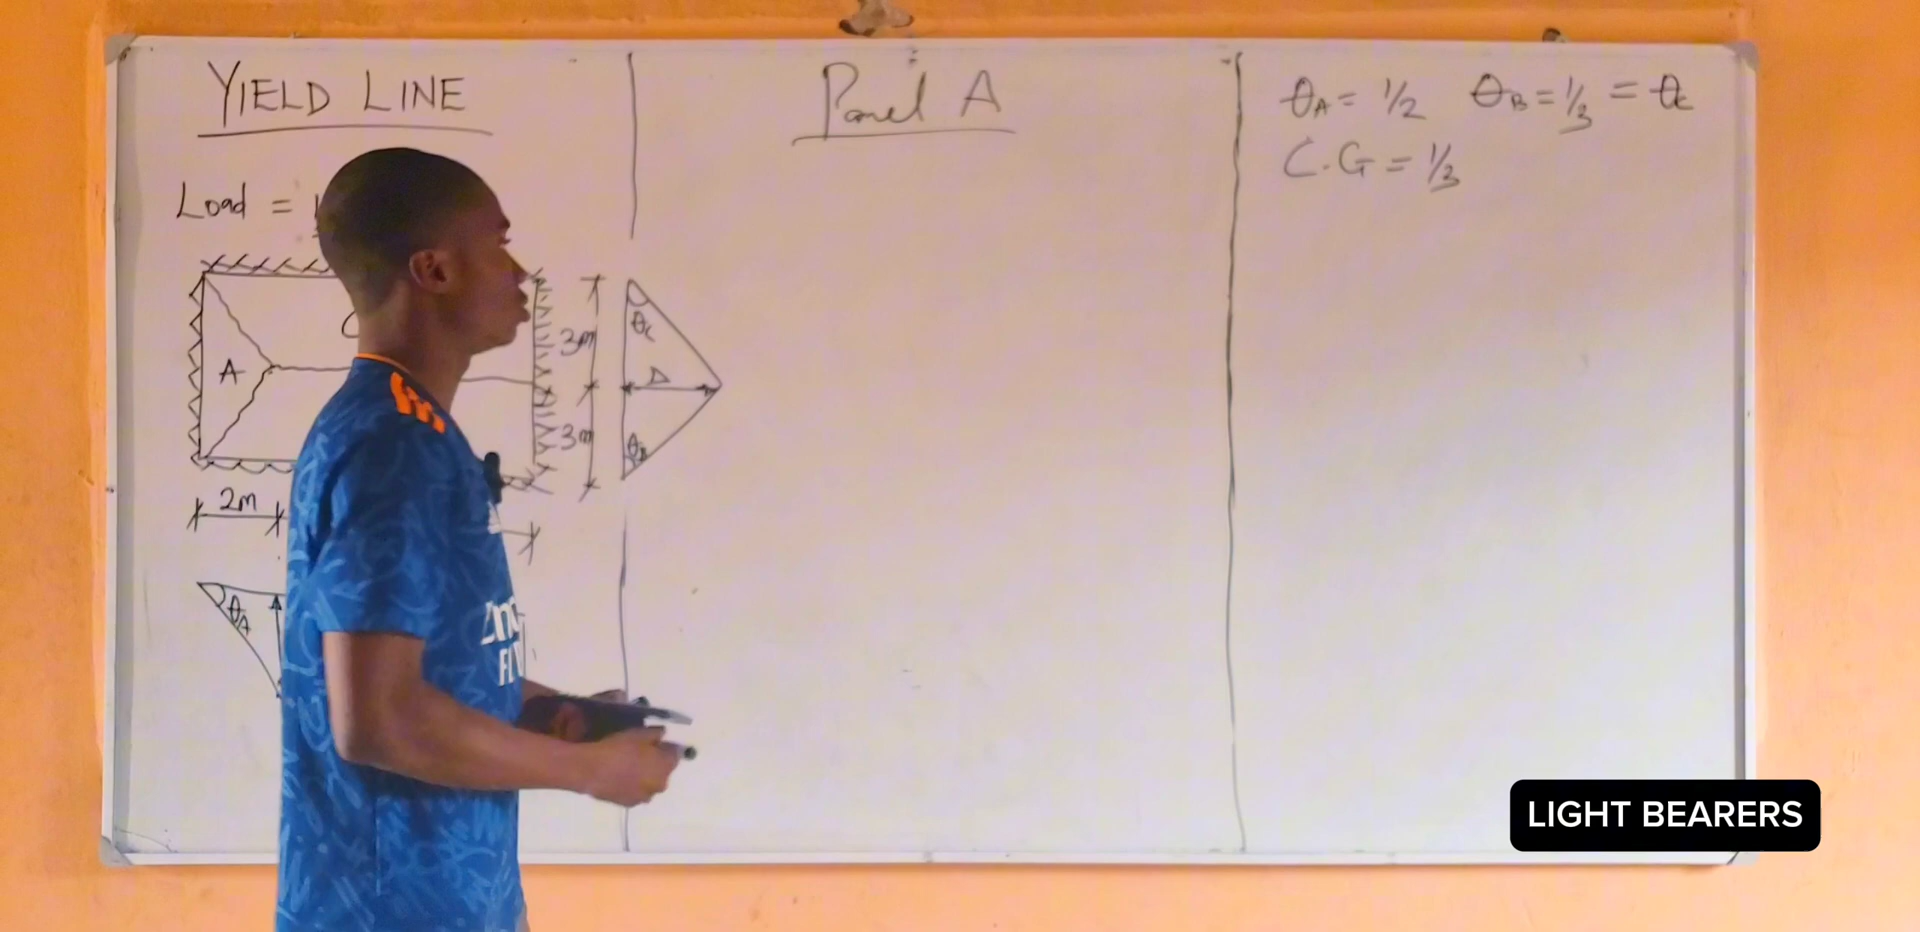 YIELD LINE
Load =
A
2m
θA
3m
3m
θC
Δ
θB
Panel A
θA = 1/2 θB = 1/3 = θC
C.G = 1/3
LIGHT BEARERS